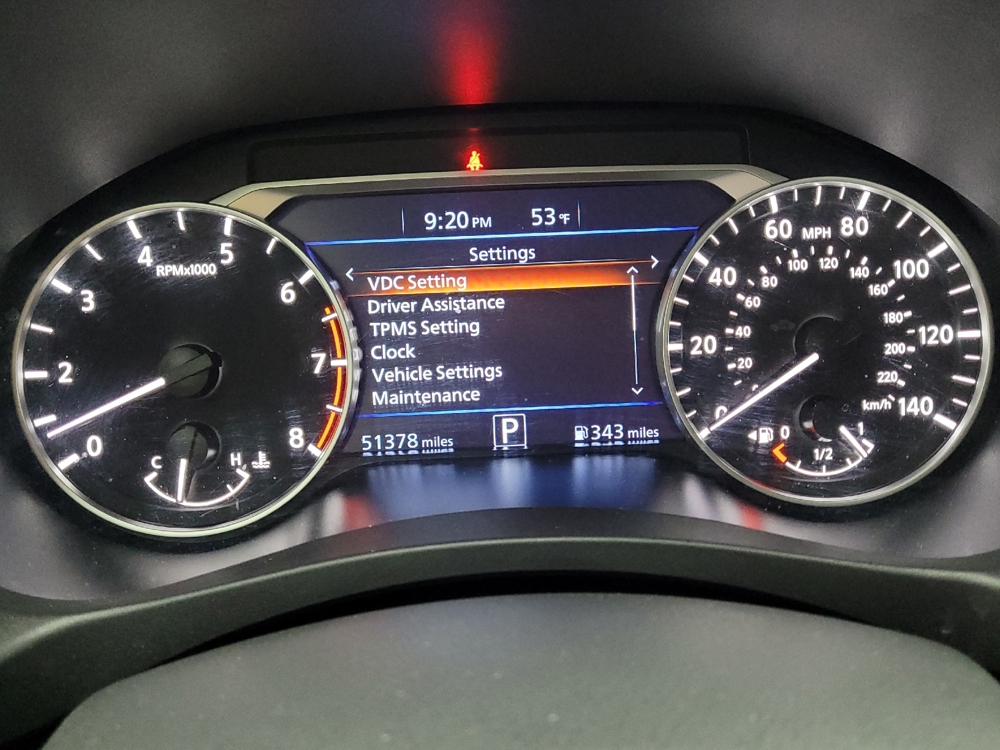 9:20 PM 53 °F
Settings
VDC Setting
Driver Assistance
TPMS Setting
Clock
Vehicle Settings
Maintenance
51378 miles
P
343 miles
RPMx1000
0
2
3
4
5
6
7
8
C H
MPH
0
20
40
60
80
100
120
140
20
40
60
80
100
120
140
160
180
200
220
km/h
0 1/2 1